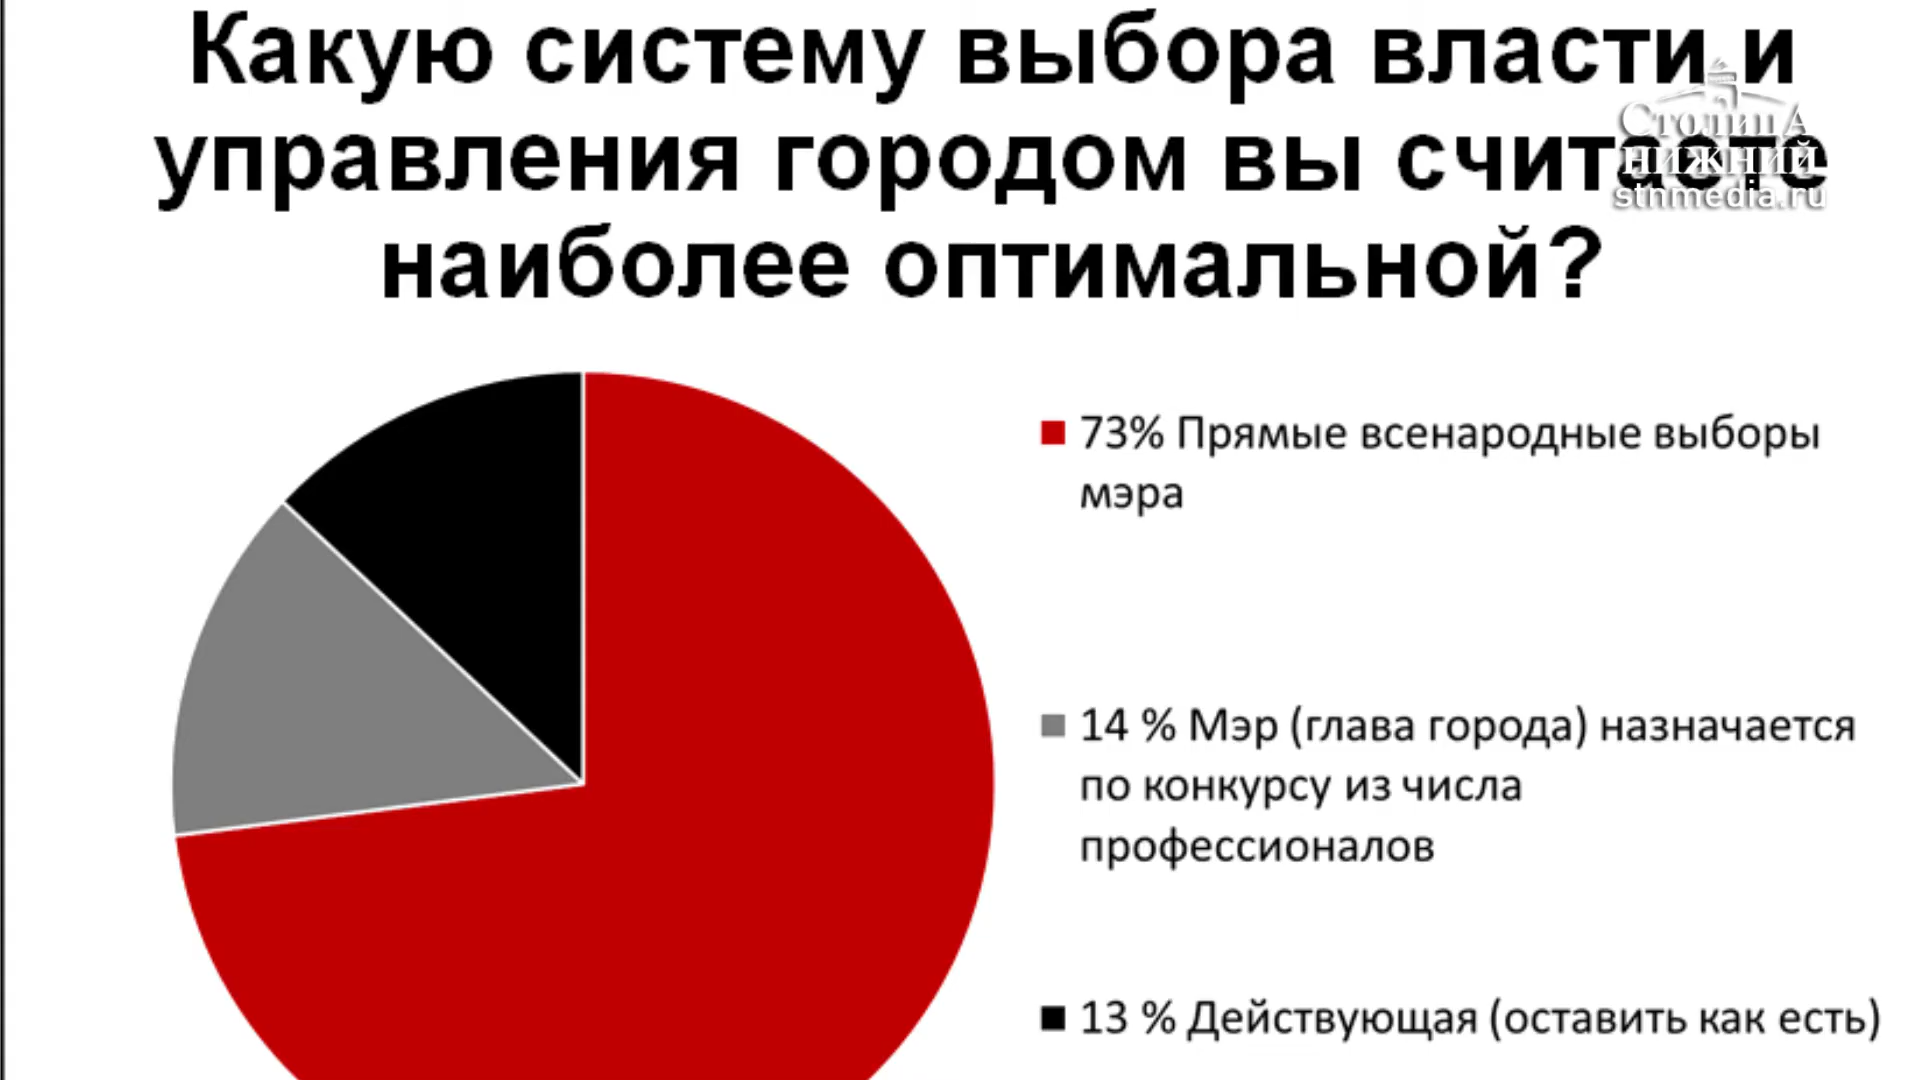 Какую систему выбора власти и
управления городом вы считаете
наиболее оптимальной?
СтолицА
нижний
stnmedia.ru
73% Прямые всенародные выборы
мэра
14 % Мэр (глава города) назначается
по конкурсу из числа
профессионалов
13 % Действующая (оставить как есть)